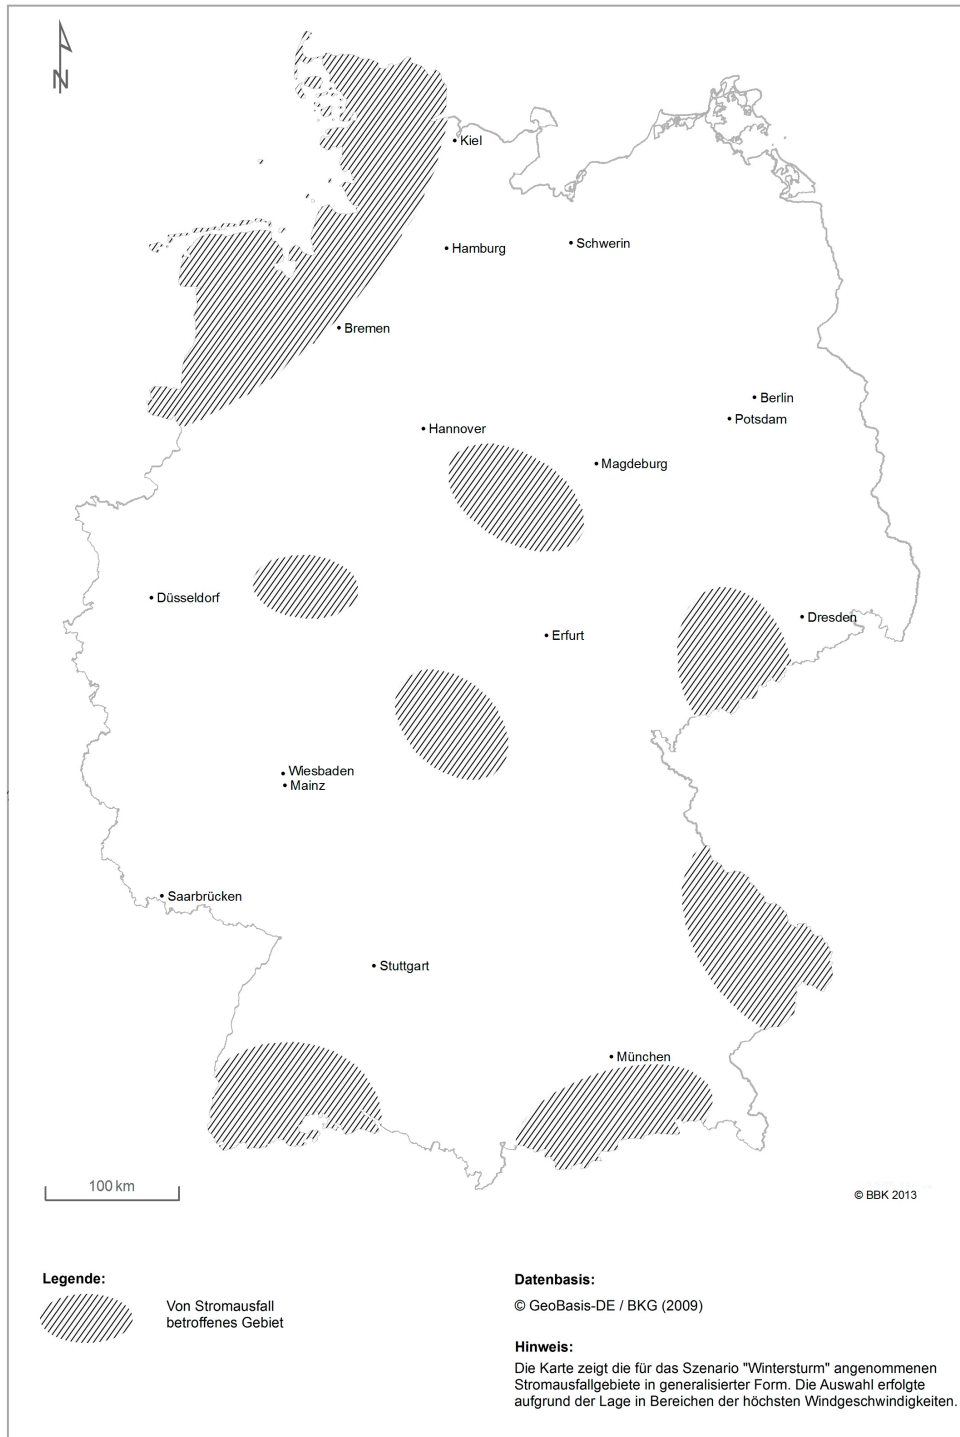 N
Kiel
Hamburg
Schwerin
Bremen
Berlin
Potsdam
Hannover
Magdeburg
Düsseldorf
Dresden
Erfurt
Wiesbaden
Mainz
Saarbrücken
Stuttgart
München
100 km
© BBK 2013
Legende:
Von Stromausfall
betroffenes Gebiet
Datenbasis:
© GeoBasis-DE / BKG (2009)
Hinweis:
Die Karte zeigt die für das Szenario "Wintersturm" angenommenen
Stromausfallgebiete in generalisierter Form. Die Auswahl erfolgte
aufgrund der Lage in Bereichen der höchsten Windgeschwindigkeiten.